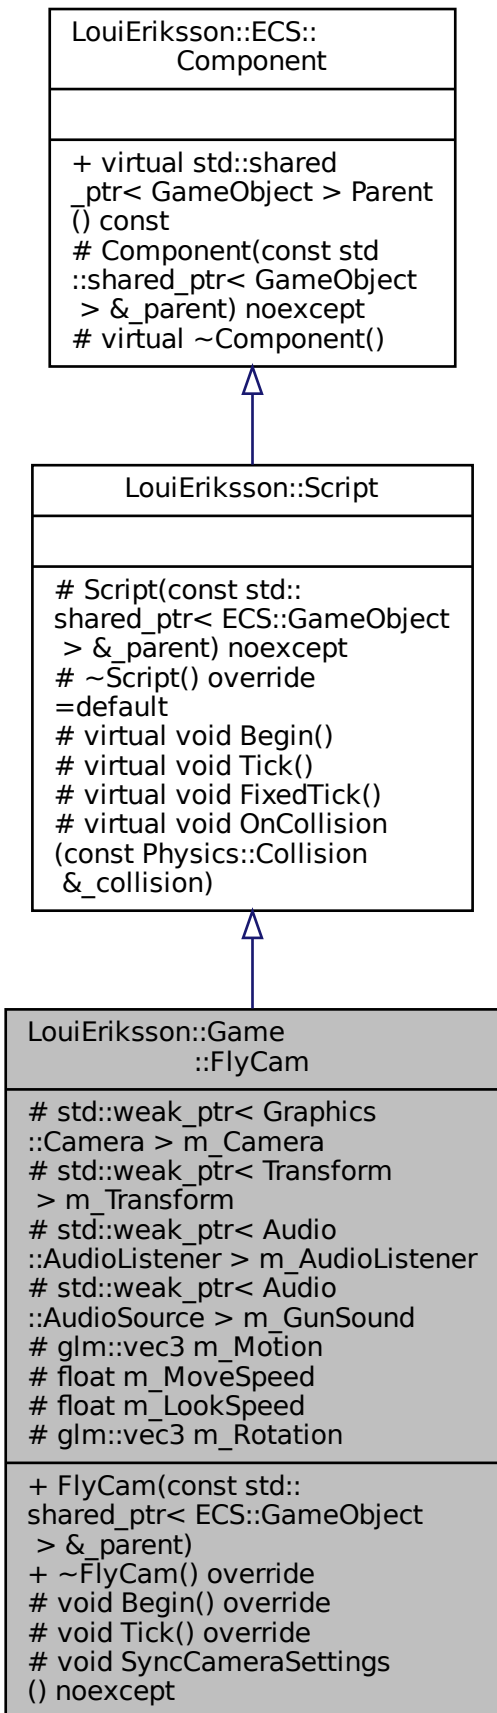 LouiEriksson::ECS::
Component
+ virtual std::shared
_ptr< GameObject > Parent
() const
# Component(const std
::shared_ptr< GameObject
> &_parent) noexcept
# virtual ~Component()
LouiEriksson::Script
# Script(const std::
shared_ptr< ECS::GameObject
> &_parent) noexcept
# ~Script() override
=default
# virtual void Begin()
# virtual void Tick()
# virtual void FixedTick()
# virtual void OnCollision
(const Physics::Collision
&_collision)
LouiEriksson::Game
::FlyCam
# std::weak_ptr< Graphics
::Camera > m_Camera
# std::weak_ptr< Transform
> m_Transform
# std::weak_ptr< Audio
::AudioListener > m_AudioListener
# std::weak_ptr< Audio
::AudioSource > m_GunSound
# glm::vec3 m_Motion
# float m_MoveSpeed
# float m_LookSpeed
# glm::vec3 m_Rotation
+ FlyCam(const std::
shared_ptr< ECS::GameObject
> &_parent)
+ ~FlyCam() override
# void Begin() override
# void Tick() override
# void SyncCameraSettings
() noexcept